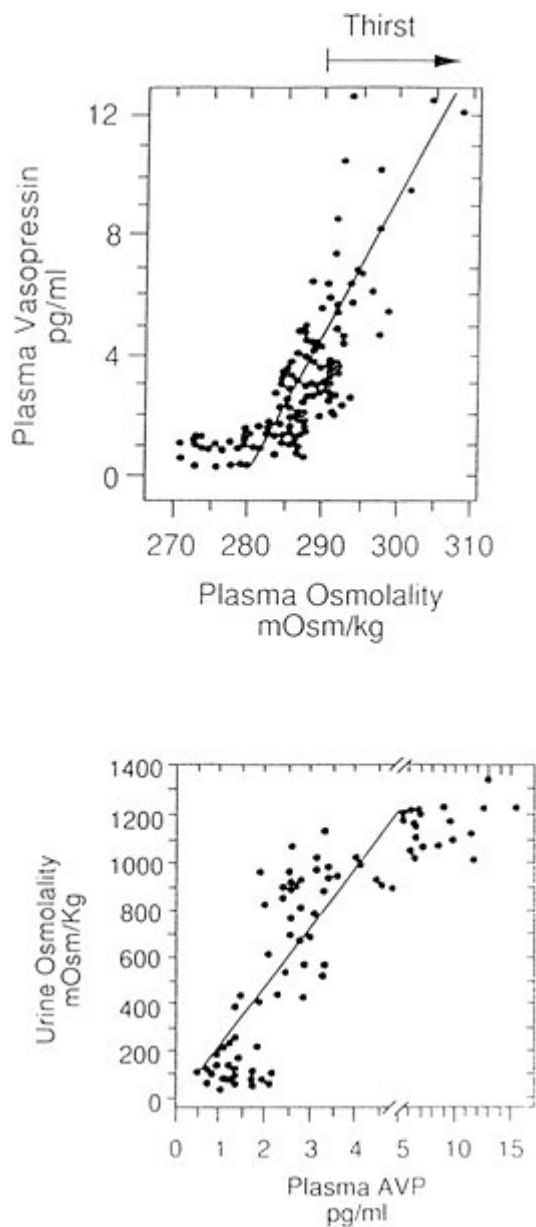 Thirst
12
8
4
0
Plasma Vasopressin
pg/ml
270 280 290 300 310
Plasma Osmolality
mOsm/kg
1400
1200
1000
800
600
400
200
0
Urine Osmolality
mOsm/Kg
0 1 2 3 4 5 10 15
Plasma AVP
pg/ml